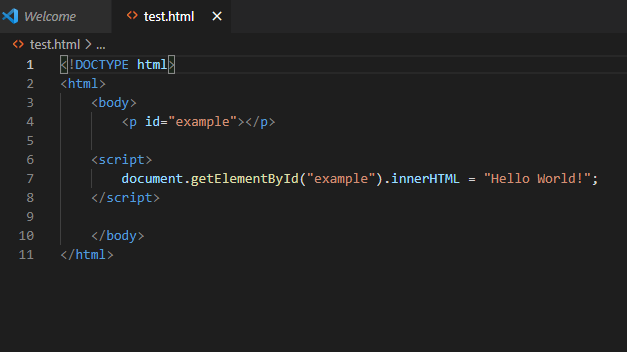 Welcome test.html ×
test.html > ...
1 <!DOCTYPE html>
2 <html>
3 <body>
4 <p id="example"></p>
5
6 <script>
7 document.getElementById("example").innerHTML = "Hello World!";
8 </script>
9
10 </body>
11 </html>